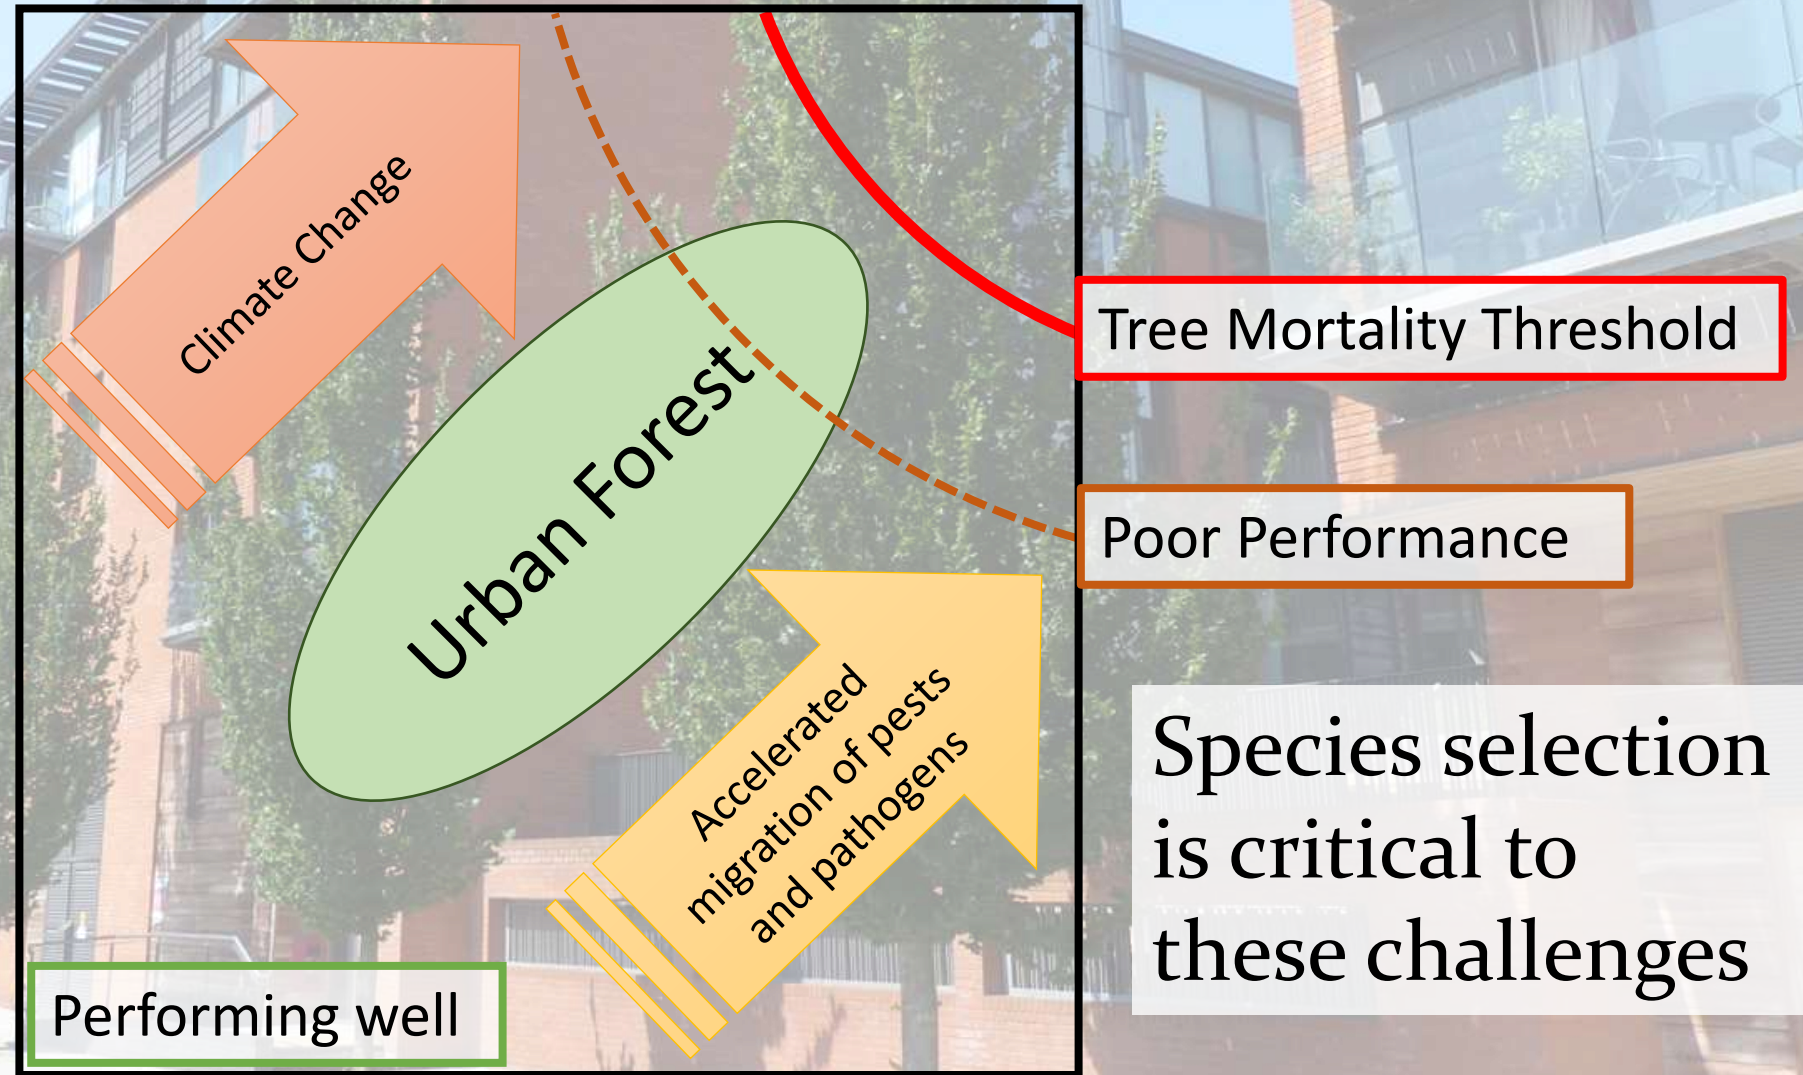 Climate Change
Urban Forest
Tree Mortality Threshold
Poor Performance
Accelerated
migration of pests
and pathogens
Species selection
is critical to
these challenges
Performing well